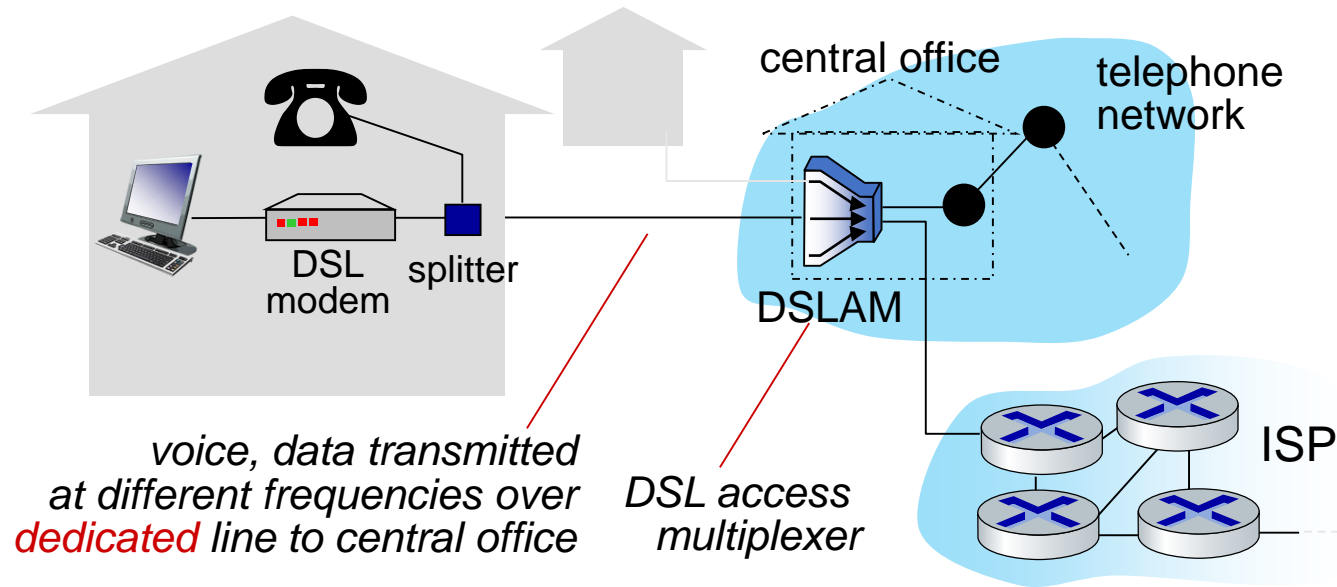 central office
telephone
network
DSL
modem
splitter
DSLAM
ISP
voice, data transmitted
at different frequencies over
dedicated line to central office
DSL access
multiplexer